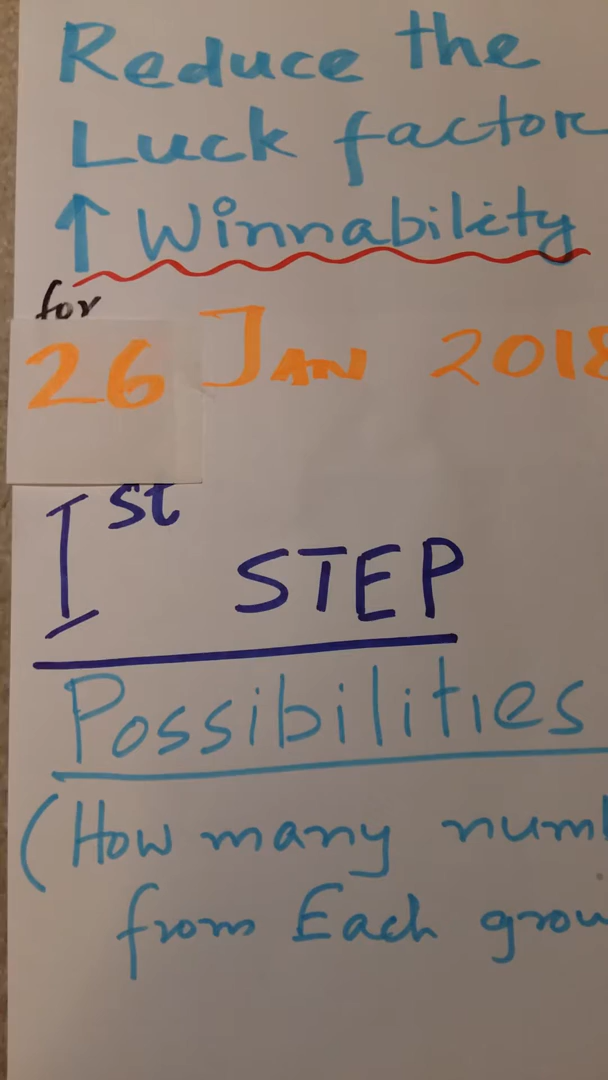 Reduce the
Luck factor
↑ Winnability
for
26 JAN 2018
Ist STEP
Possibilities
(How many
from Each